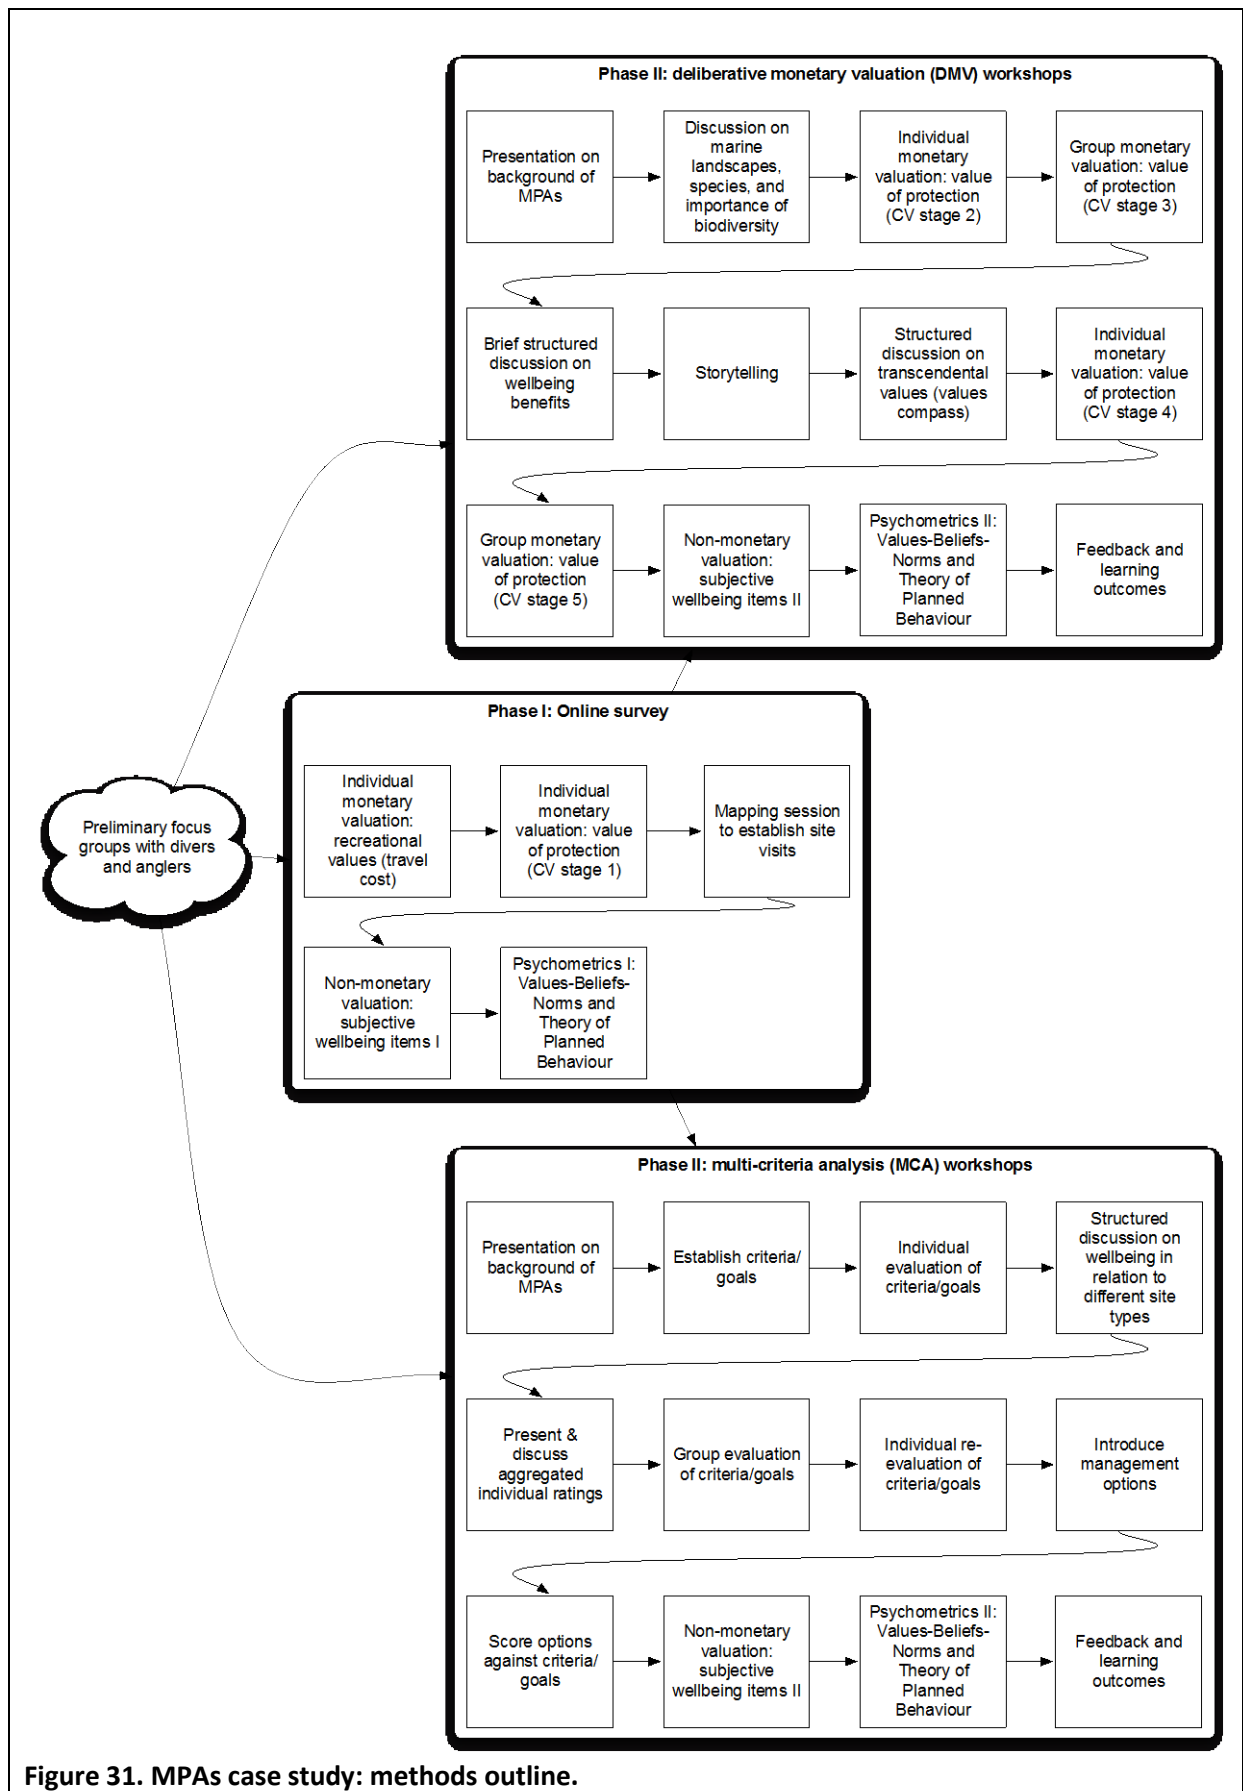 Phase II: deliberative monetary valuation (DMV) workshops
Presentation on
background of
MPAs
Discussion on
marine
landscapes,
species, and
importance of
biodiversity
Individual
monetary
valuation: value
of protection
(CV stage 2)
Group monetary
valuation: value
of protection
(CV stage 3)
Brief structured
discussion on
wellbeing
benefits
Storytelling
Structured
discussion on
transcendental
values (values
compass)
Individual
monetary
valuation: value
of protection
(CV stage 4)
Group monetary
valuation: value
of protection
(CV stage 5)
Non-monetary
valuation:
subjective
wellbeing items II
Psychometrics II:
Values-Beliefs-
Norms and
Theory of
Planned
Behaviour
Feedback and
learning
outcomes
Phase I: Online survey
Individual
monetary
valuation:
recreational
values (travel
cost)
Individual
monetary
valuation: value
of protection
(CV stage 1)
Mapping session
to establish site
visits
Preliminary focus
groups with divers
and anglers
Non-monetary
valuation:
subjective
wellbeing items I
Psychometrics I:
Values-Beliefs-
Norms and
Theory of
Planned
Behaviour
Phase II: multi-criteria analysis (MCA) workshops
Presentation on
background of
MPAs
Establish criteria/
goals
Individual
evaluation of
criteria/goals
Structured
discussion on
wellbeing in
relation to
different site
types
Present &
discuss
aggregated
individual ratings
Group evaluation
of criteria/goals
Individual re-
evaluation of
criteria/goals
Introduce
management
options
Score options
against criteria/
goals
Non-monetary
valuation:
subjective
wellbeing items II
Psychometrics II:
Values-Beliefs-
Norms and
Theory of
Planned
Behaviour
Feedback and
learning
outcomes
Figure 31. MPAs case study: methods outline.